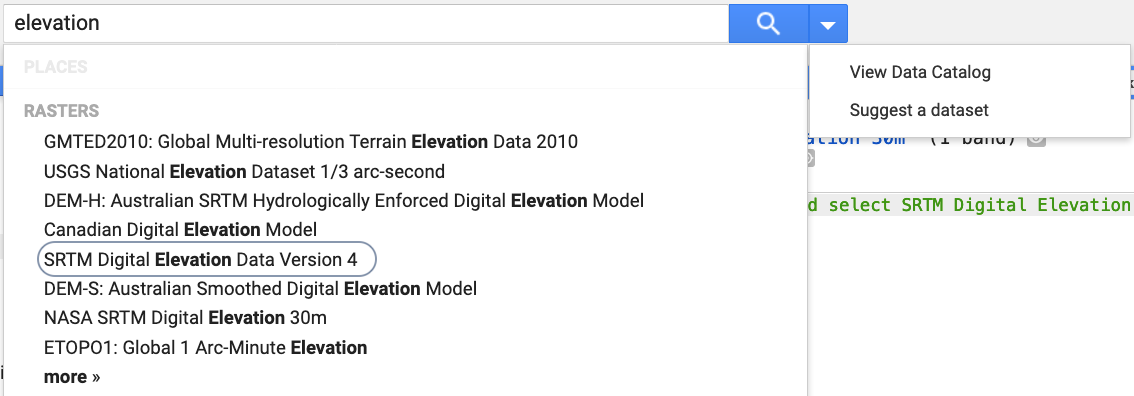 elevation
View Data Catalog
Suggest a dataset
PLACES
RASTERS
GMTED2010: Global Multi-resolution Terrain Elevation Data 2010
USGS National Elevation Dataset 1/3 arc-second
DEM-H: Australian SRTM Hydrologically Enforced Digital Elevation Model
Canadian Digital Elevation Model
SRTM Digital Elevation Data Version 4
DEM-S: Australian Smoothed Digital Elevation Model
NASA SRTM Digital Elevation 30m
ETOPO1: Global 1 Arc-Minute Elevation
more »
(1 band)
d select SRTM Digital Elevation